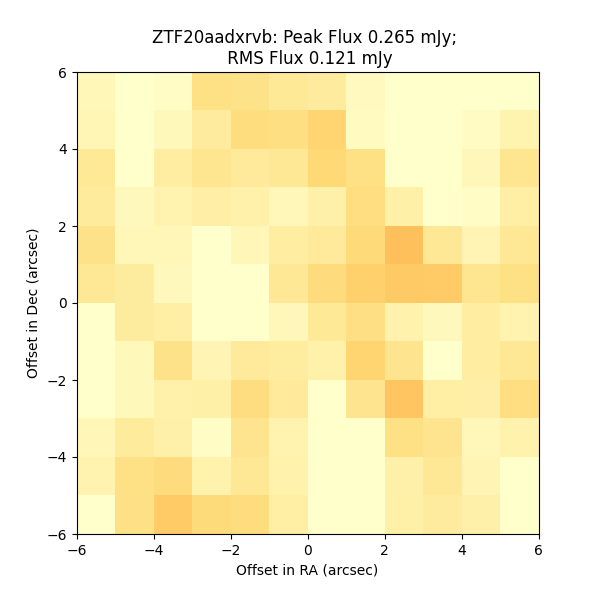 ZTF20aadxrvb: Peak Flux 0.265 mJy;
RMS Flux 0.121 mJy
6
4
2
0
−2
−4
−6
Offset in Dec (arcsec)
−6 −4 −2 0 2 4 6
Offset in RA (arcsec)